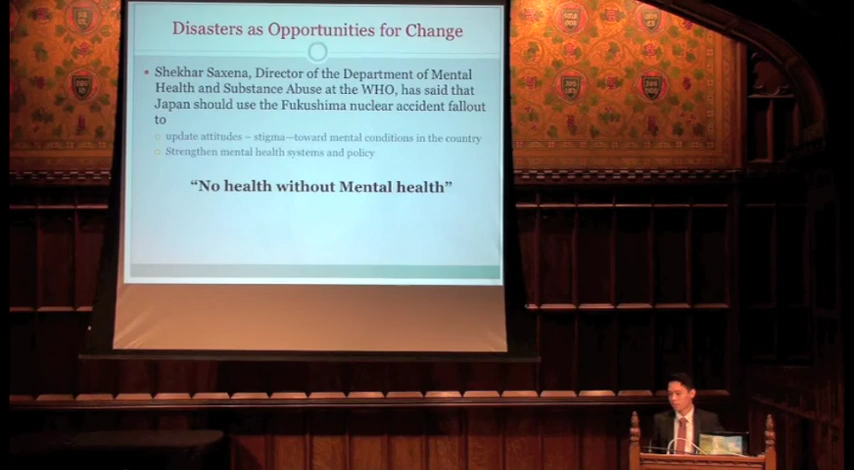 Disasters as Opportunities for Change
Shekhar Saxena, Director of the Department of Mental
Health and Substance Abuse at the WHO, has said that
Japan should use the Fukushima nuclear accident fallout
to
update attitudes – stigma—toward mental conditions in the country
Strengthen mental health systems and policy
“No health without Mental health”